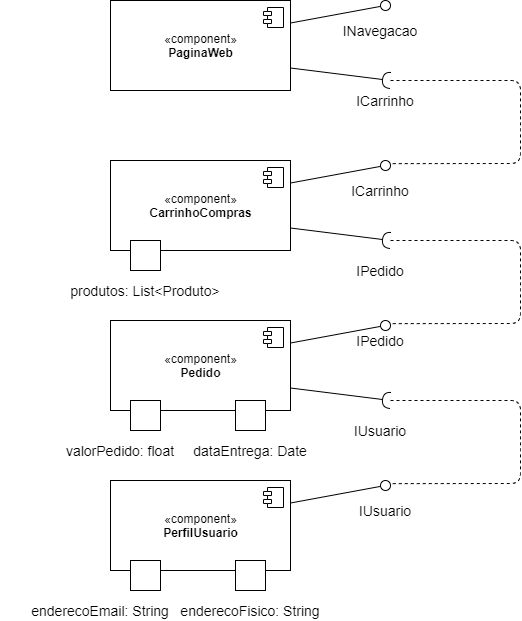 «component»
PaginaWeb
INavegacao
ICarrinho
«component»
CarrinhoCompras
ICarrinho
IPedido
produtos: List<Produto>
«component»
Pedido
IPedido
IUsuario
valorPedido: float
dataEntrega: Date
«component»
PerfilUsuario
IUsuario
enderecoEmail: String
enderecoFisico: String